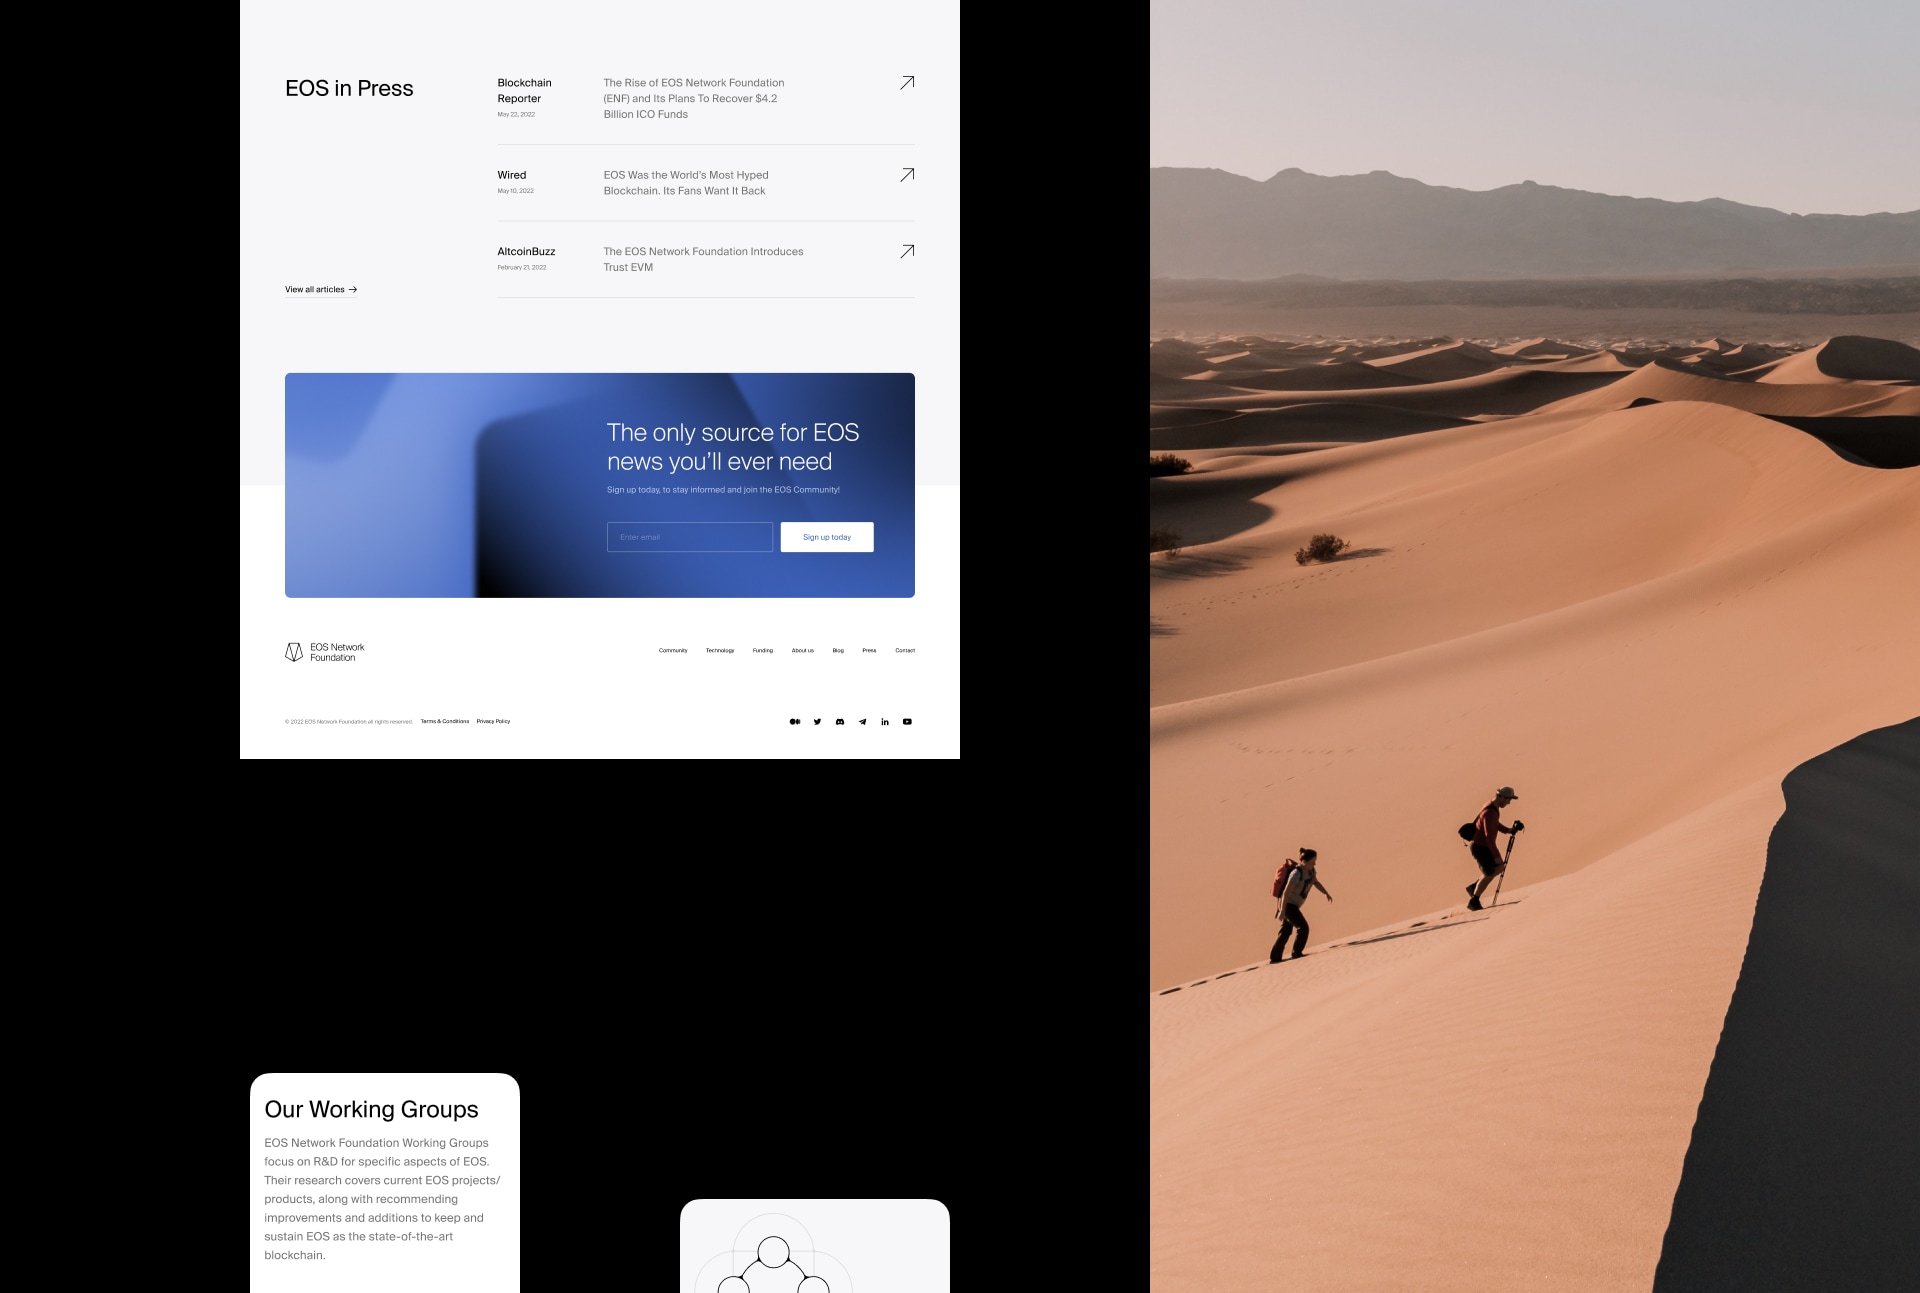 EOS in Press
Blockchain
Reporter
May 22, 2022
The Rise of EOS Network Foundation
(ENF) and Its Plans To Recover $4.2
Billion ICO Funds
Wired
May 10, 2022
EOS Was the World’s Most Hyped
Blockchain. Its Fans Want It Back
AltcoinBuzz
February 21, 2022
The EOS Network Foundation Introduces
Trust EVM
View all articles
The only source for EOS
news you’ll ever need
Sign up today, to stay informed and join the EOS Community!
Enter email
Sign up today
EOS Network
Foundation
Community Technology Funding About us Blog Press Contact
© 2022 EOS Network Foundation all rights reserved. Terms & Conditions Privacy Policy
Our Working Groups
EOS Network Foundation Working Groups
focus on R&D for specific aspects of EOS.
Their research covers current EOS projects/
products, along with recommending
improvements and additions to keep and
sustain EOS as the state-of-the-art
blockchain.